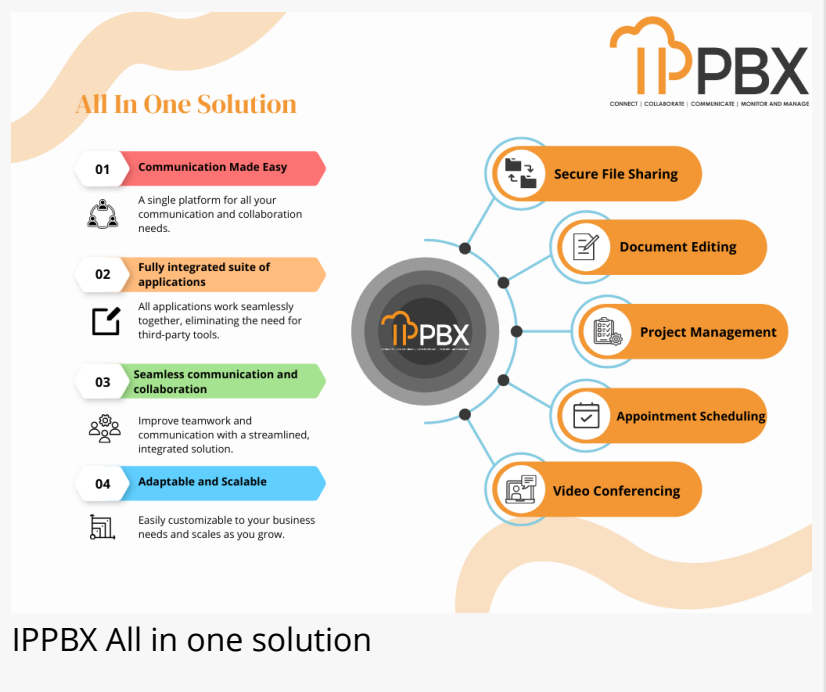 IPPBX
CONNECT | COLLABORATE | COMMUNICATE | MONITOR AND MANAGE
All In One Solution
01
Communication Made Easy
A single platform for all your
communication and collaboration
needs.
02
Fully integrated suite of
applications
All applications work seamlessly
together, eliminating the need for
third-party tools.
03
Seamless communication and
collaboration
Improve teamwork and
communication with a streamlined,
integrated solution.
04
Adaptable and Scalable
Easily customizable to your business
needs and scales as you grow.
IPPBX
Secure File Sharing
Document Editing
Project Management
Appointment Scheduling
Video Conferencing
IPPBX All in one solution